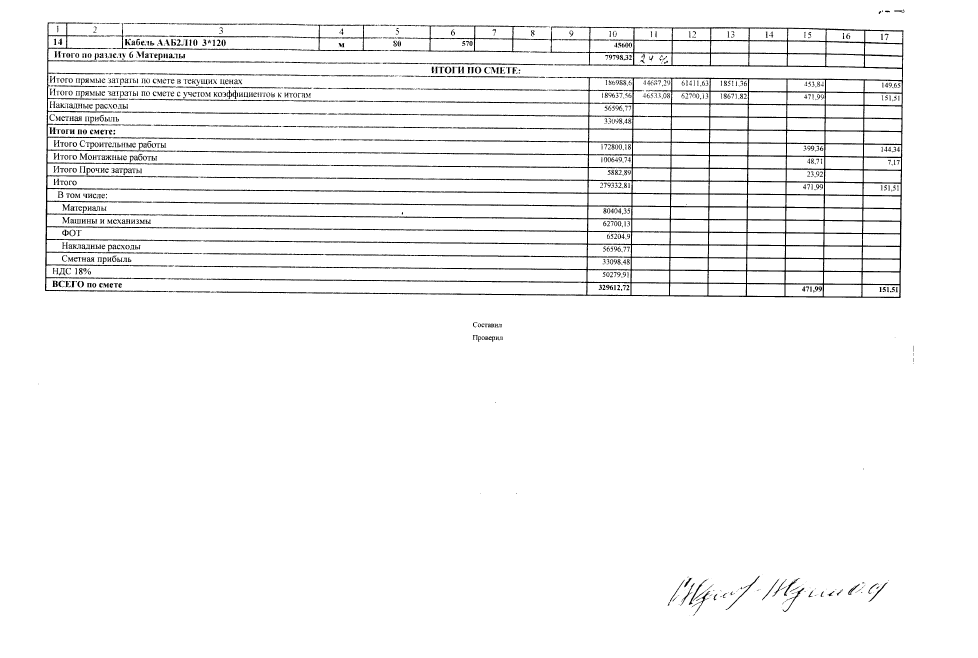 1 2 3 4 5 6 7 8 9 10 11 12 13 14 15 16 17
14 Кабель ААБ2Л10 3*120 м 80 570 45600
Итого по разделу 6 Материалы 79798,32 24 %
ИТОГИ ПО СМЕТЕ:
Итого прямые затраты по смете в текущих ценах 186988,6 44687,29 61411,63 18511,36 453,84 149,65
Итого прямые затраты по смете с учетом коэффициентов к итогам 189637,56 46533,08 62700,13 18671,82 471,99 151,51
Накладные расходы 56596,77
Сметная прибыль 33098,48
Итоги по смете:
Итого Строительные работы 172800,18 399,36 144,34
Итого Монтажные работы 100649,74 48,71 7,17
Итого Прочие затраты 5882,89 23,92
Итого 279332,81 471,99 151,51
В том числе:
Материалы 80404,35
Машины и механизмы 62700,13
ФОТ 65204,9
Накладные расходы 56596,77
Сметная прибыль 33098,48
НДС 18% 50279,91
ВСЕГО по смете 329612,72 471,99 151,51
Составил
Проверил